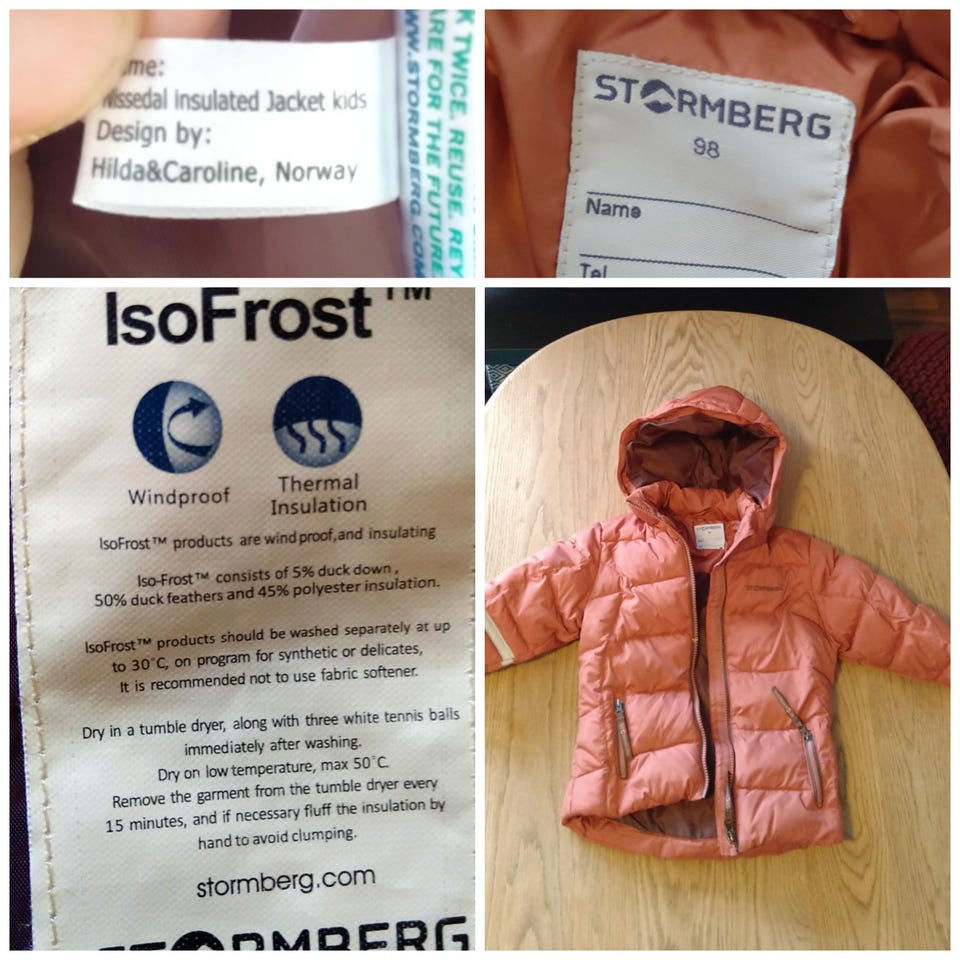 me:
Nissedal insulated Jacket kids
Design by:
Hilda&Caroline, Norway
K TWICE. REUSE. REY
ARE FOR THE FUTURE
WWW.STORMBERG.COM
STORMBERG
98
Name
Tel
IsoFrost™
Windproof
Thermal
Insulation
IsoFrost™ products are windproof,and insulating
Iso-Frost™ consists of 5% duck down ,
50% duck feathers and 45% polyester insulation.
IsoFrost™ products should be washed separately at up
to 30°C, on program for synthetic or delicates,
It is recommended not to use fabric softener.
Dry in a tumble dryer, along with three white tennis balls
immediately after washing.
Dry on low temperature, max 50°C.
Remove the garment from the tumble dryer every
15 minutes, and if necessary fluff the insulation by
hand to avoid clumping.
stormberg.com
STORMBERG
STORMBERG
STORMBERG